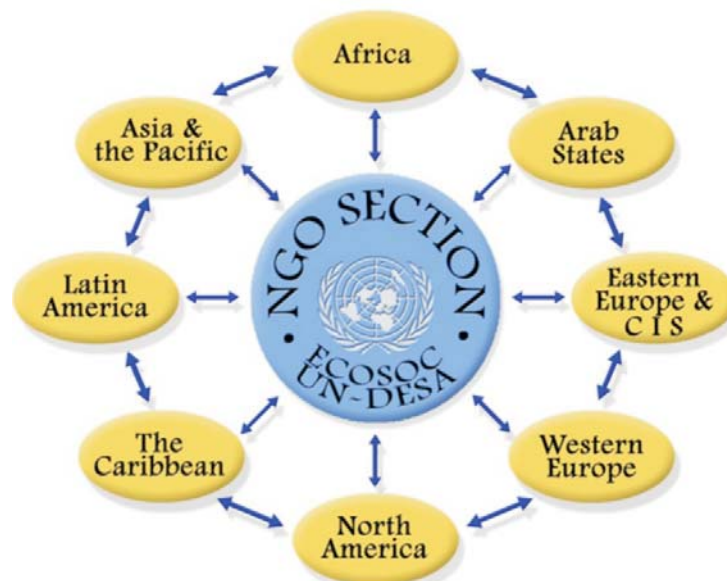 Africa
Asia &
the Pacific
Arab
States
NGO SECTION
Latin
America
Eastern
Europe &
C I S
ECOSOC
UN-DESA
The
Caribbean
Western
Europe
North
America